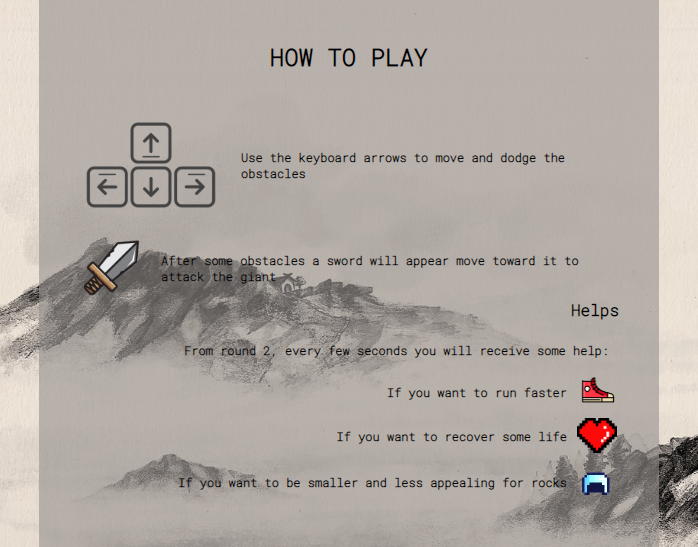 HOW TO PLAY
Use the keyboard arrows to move and dodge the
obstacles
After some obstacles a sword will appear move toward it to
attack the giant
Helps
From round 2, every few seconds you will receive some help:
If you want to run faster
If you want to recover some life
If you want to be smaller and less appealing for rocks